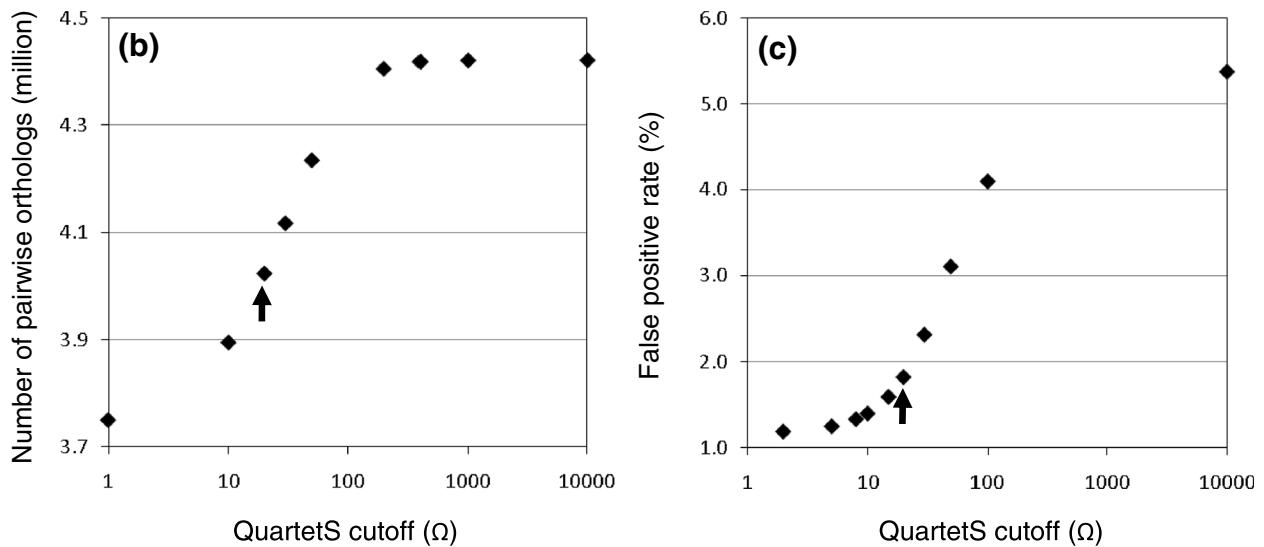 (b)
Number of pairwise orthologs (million)
4.5
4.3
4.1
3.9
3.7
1 10 100 1000 10000
QuartetS cutoff (Ω)
(c)
False positive rate (%)
6.0
5.0
4.0
3.0
2.0
1.0
1 10 100 1000 10000
QuartetS cutoff (Ω)